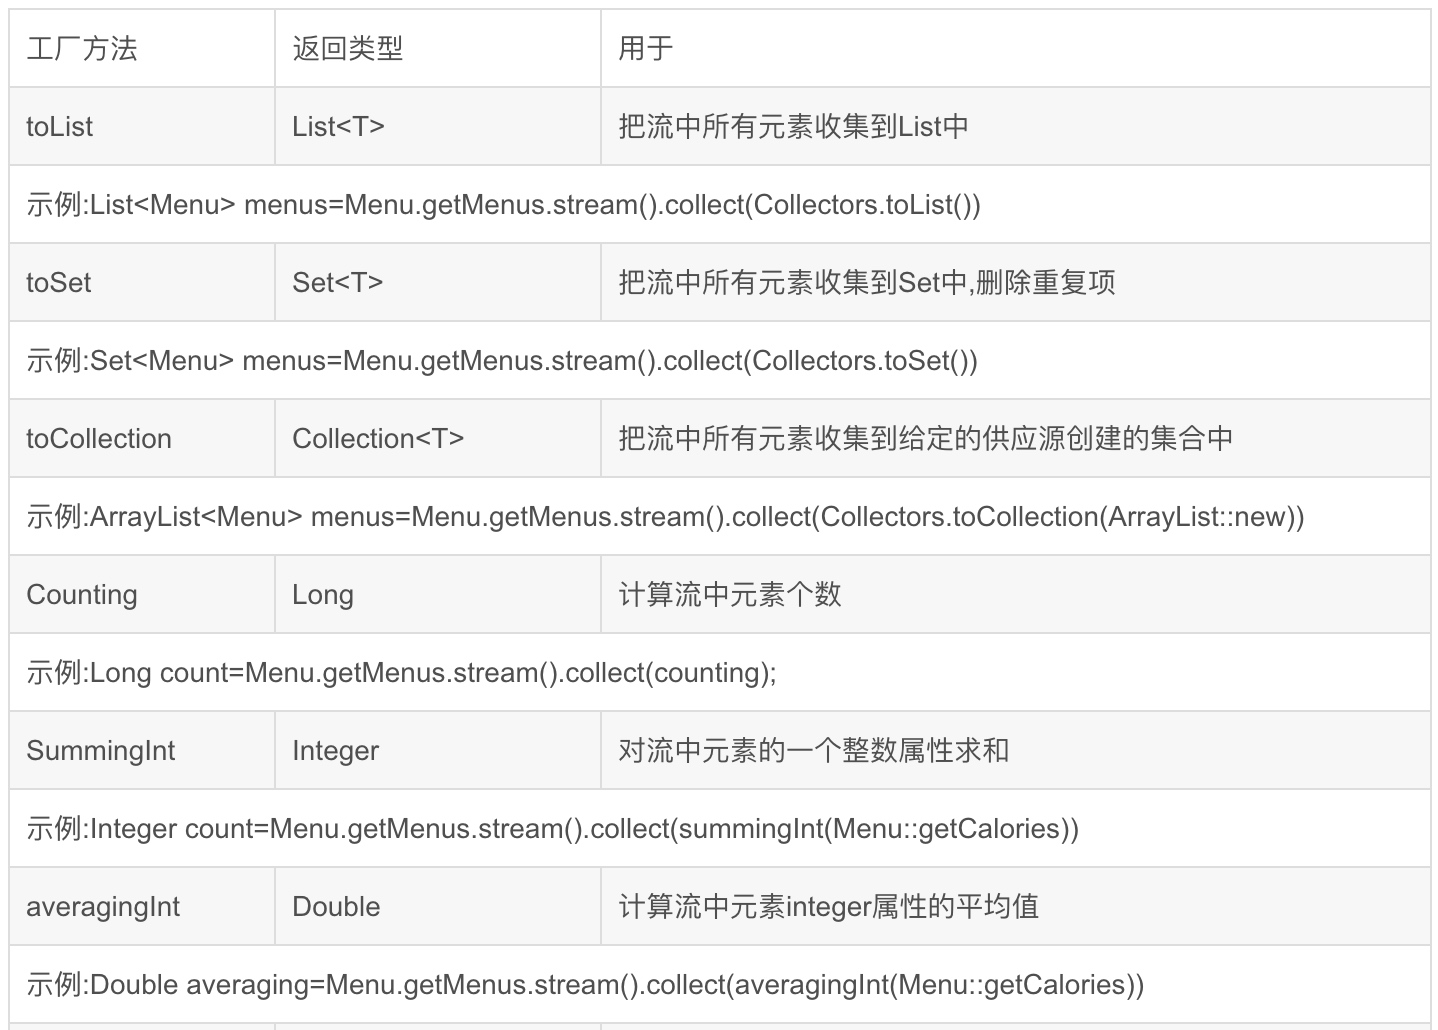 工厂方法 返回类型 用于
toList List<T> 把流中所有元素收集到List中
示例:List<Menu> menus=Menu.getMenus.stream().collect(Collectors.toList())
toSet Set<T> 把流中所有元素收集到Set中,删除重复项
示例:Set<Menu> menus=Menu.getMenus.stream().collect(Collectors.toSet())
toCollection Collection<T> 把流中所有元素收集到给定的供应源创建的集合中
示例:ArrayList<Menu> menus=Menu.getMenus.stream().collect(Collectors.toCollection(ArrayList::new))
Counting Long 计算流中元素个数
示例:Long count=Menu.getMenus.stream().collect(counting);
SummingInt Integer 对流中元素的一个整数属性求和
示例:Integer count=Menu.getMenus.stream().collect(summingInt(Menu::getCalories))
averagingInt Double 计算流中元素integer属性的平均值
示例:Double averaging=Menu.getMenus.stream().collect(averagingInt(Menu::getCalories))